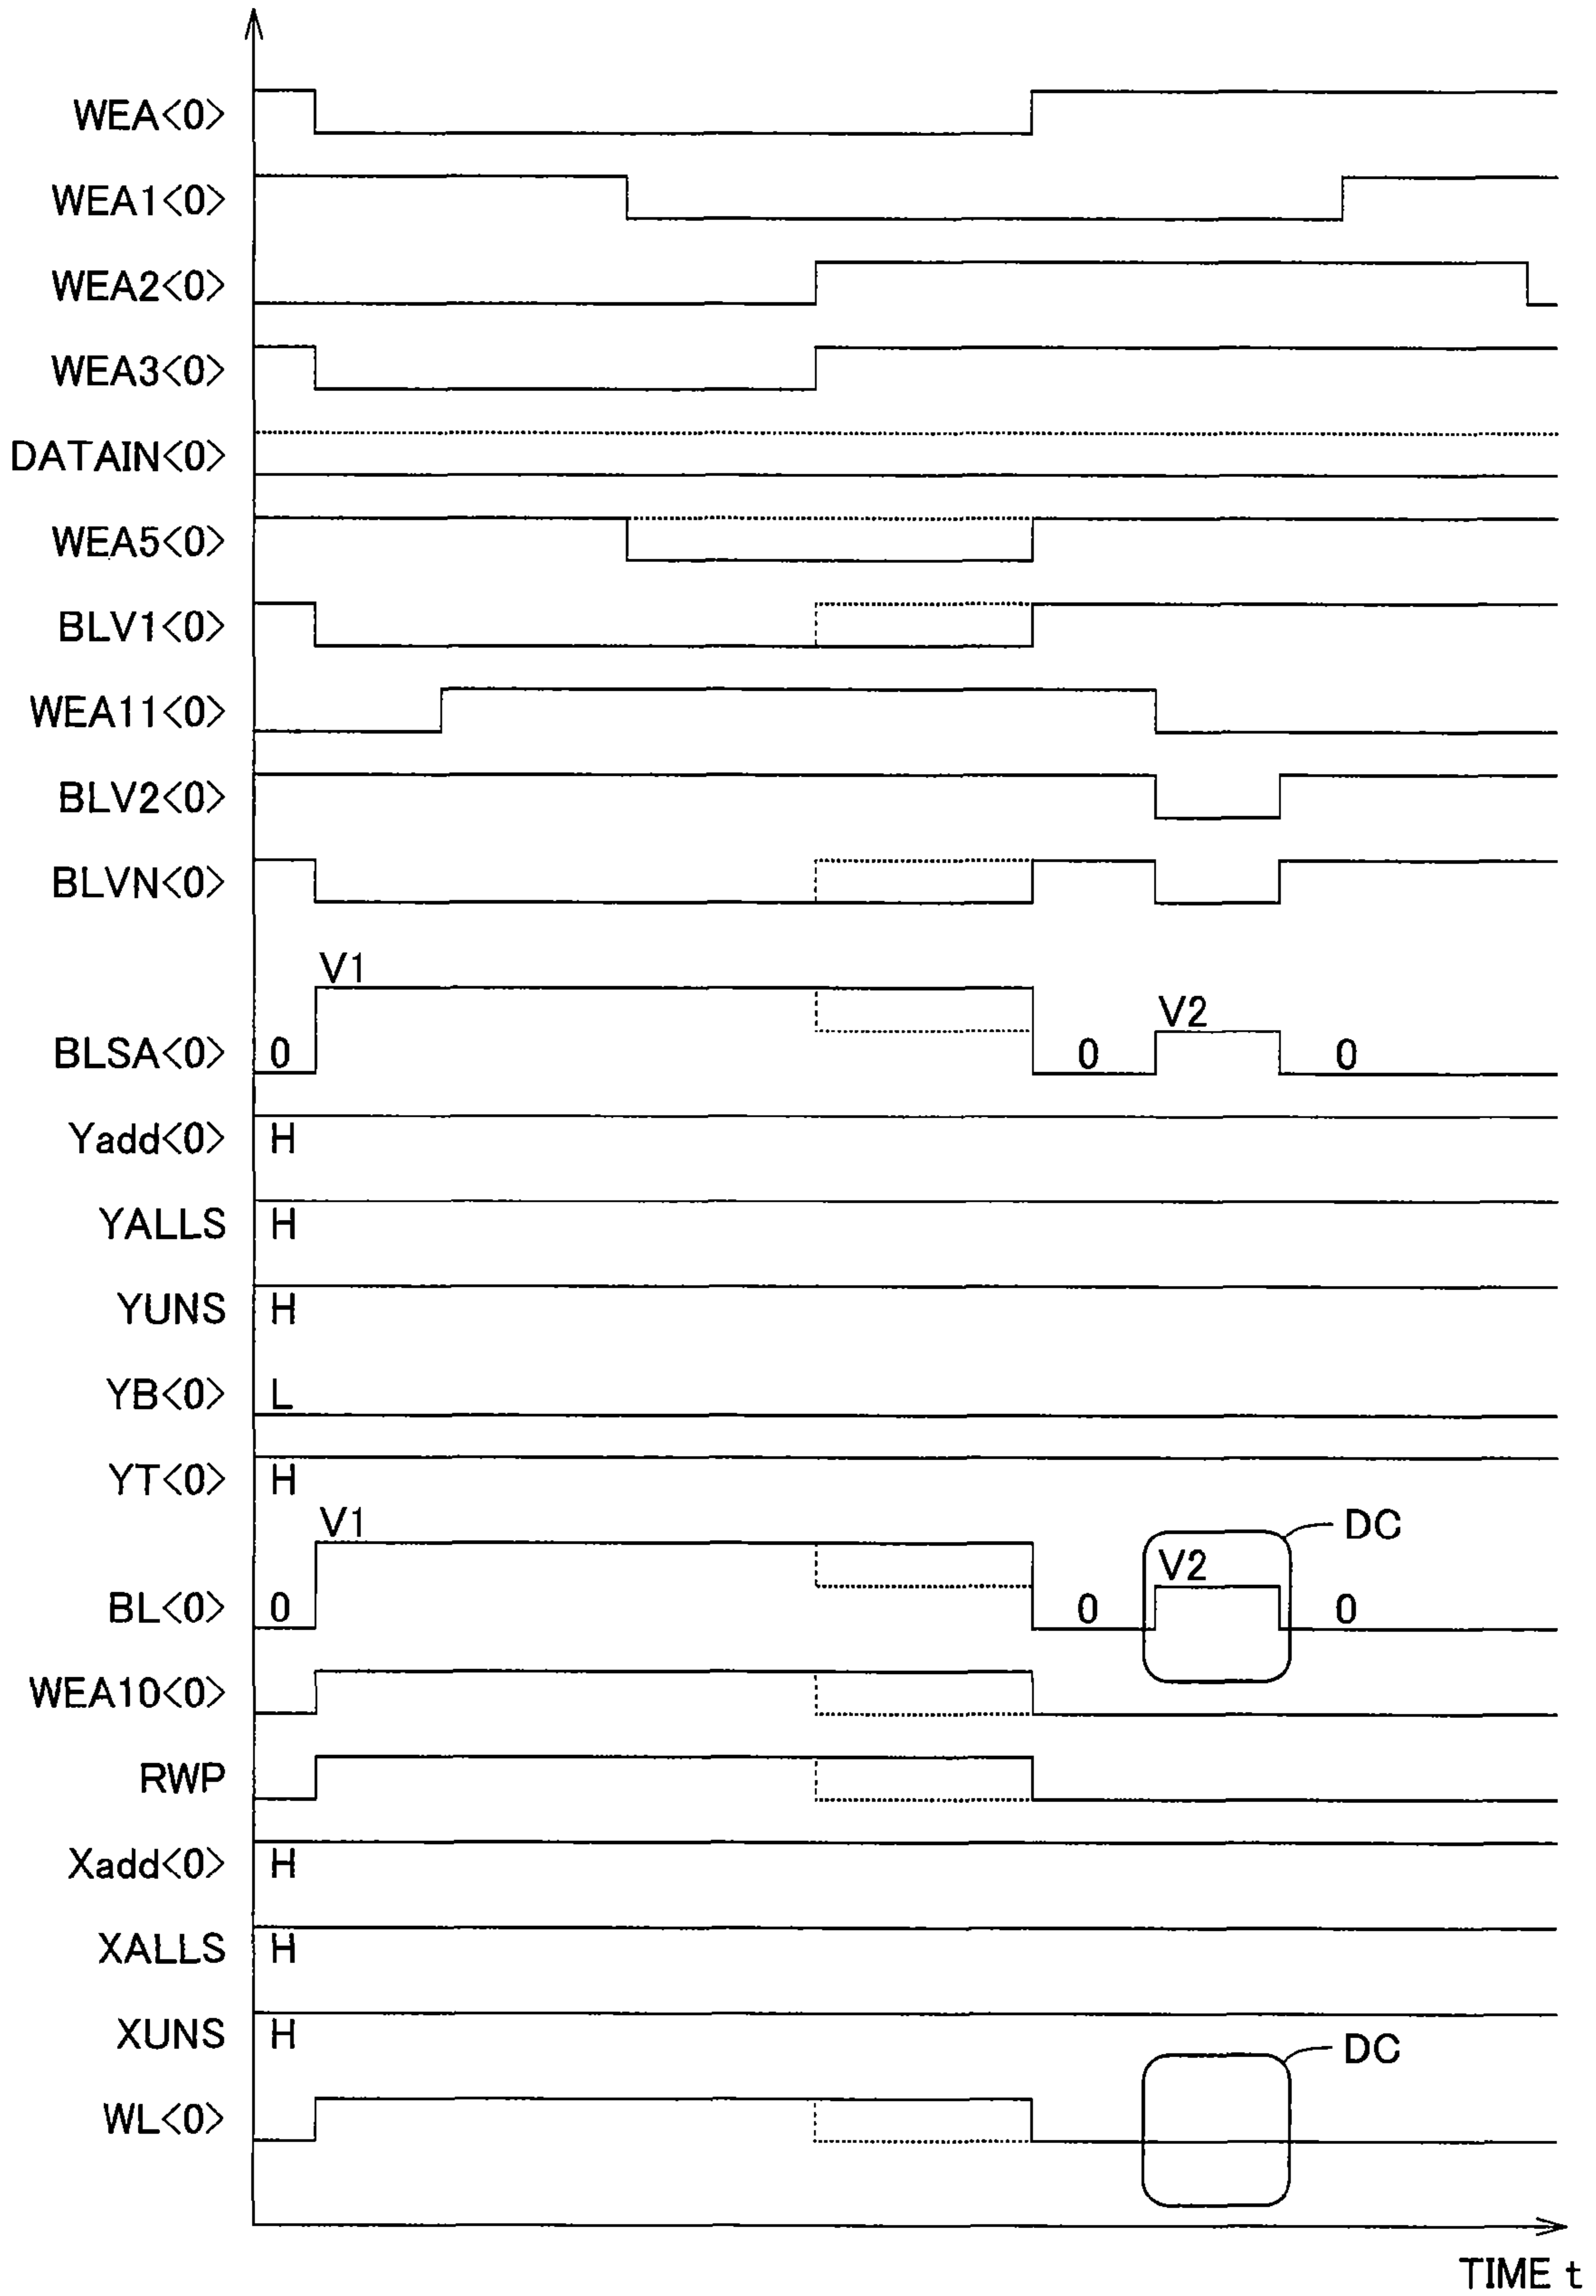 WEA<0>
WEA1<0>
WEA2<0>
WEA3<0>
DATAIN<0>
WEA5<0>
BLV1<0>
WEA11<0>
BLV2<0>
BLVN<0>
V1
V2
BLSA<0> 0 0 0
Yadd<0> H
YALLS H
YUNS H
YB<0> L
YT<0> H
V1 DC
V2
BL<0> 0 0 0
WEA10<0>
RWP
Xadd<0> H
XALLS H
XUNS H
DC
WL<0>
TIME t